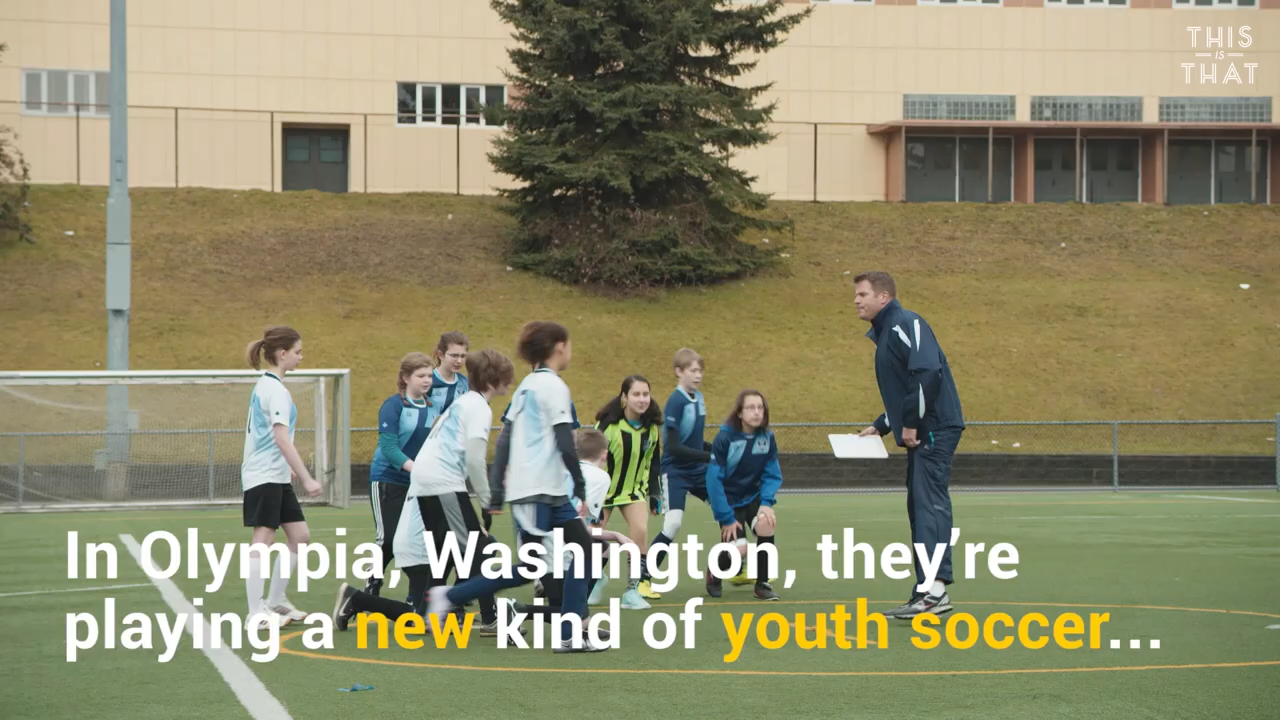 THIS
IS
THAT
In Olympia, Washington, they're
playing a new kind of youth soccer...